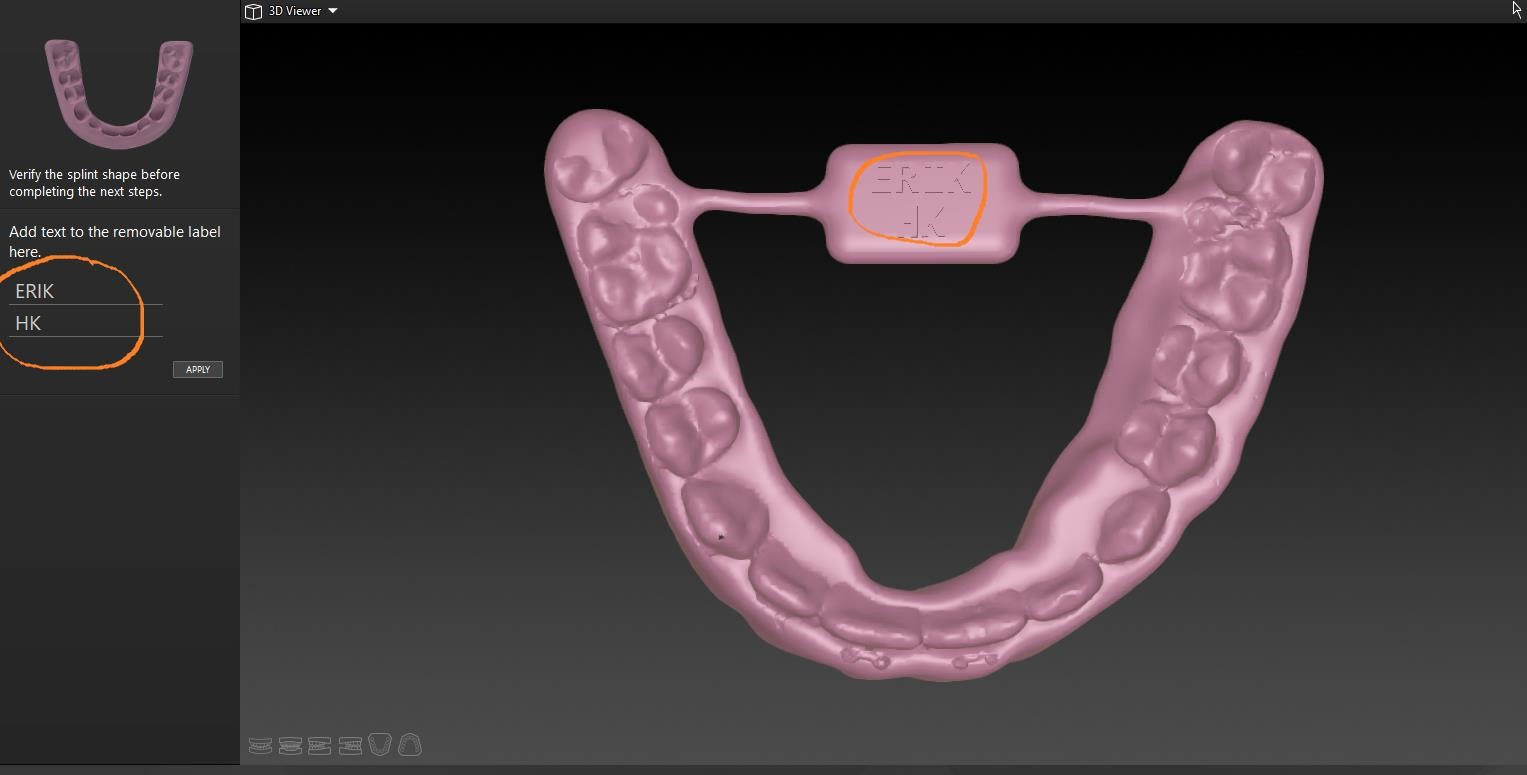 3D Viewer
Verify the splint shape before
completing the next steps.
Add text to the removable label
here.
ERIK
HK
APPLY
ERIK
HK